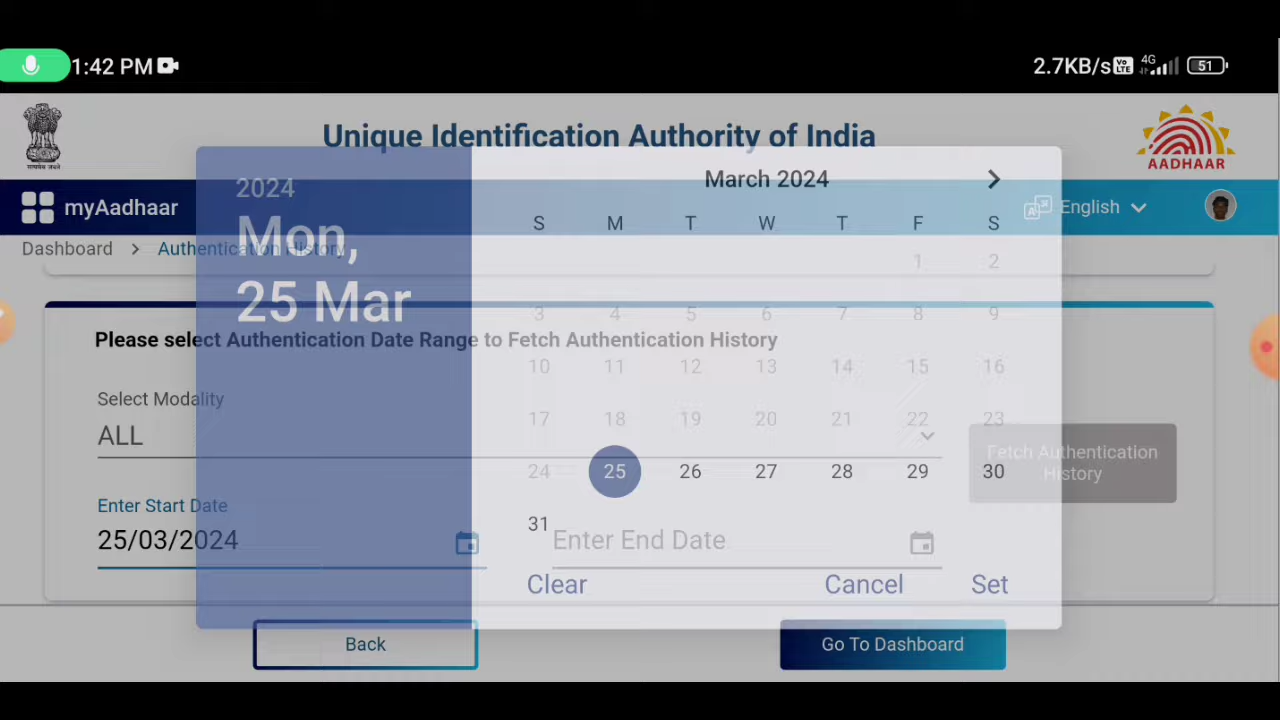 1:42 PM
2.7KB/s Vo LTE 4G 51
Unique Identification Authority of India
AADHAAR
myAadhaar
English
Dashboard > Authentication History
Please select Authentication Date Range to Fetch Authentication History
Select Modality
ALL
Fetch Authentication
History
Enter Start Date
25/03/2024
Enter End Date
Back
Go To Dashboard
2024
Mon,
25 Mar
March 2024
S M T W T F S
1 2
3 4 5 6 7 8 9
10 11 12 13 14 15 16
17 18 19 20 21 22 23
24 25 26 27 28 29 30
31
Clear Cancel Set